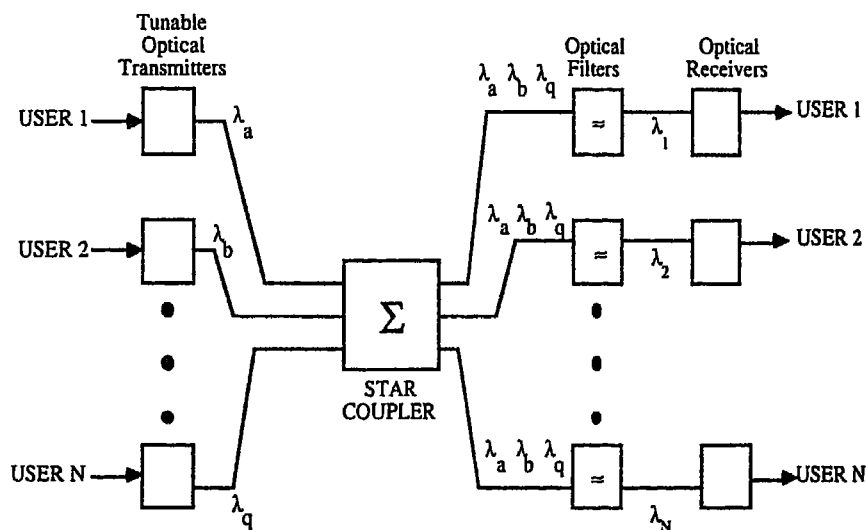 Tunable
Optical
Transmitters
Optical
Filters
Optical
Receivers
USER 1
λa
λa λb λq
≈
λ1
USER 1
USER 2
λb
λa λb λq
≈
λ2
USER 2
Σ
STAR
COUPLER
USER N
λq
λa λb λq
≈
λN
USER N